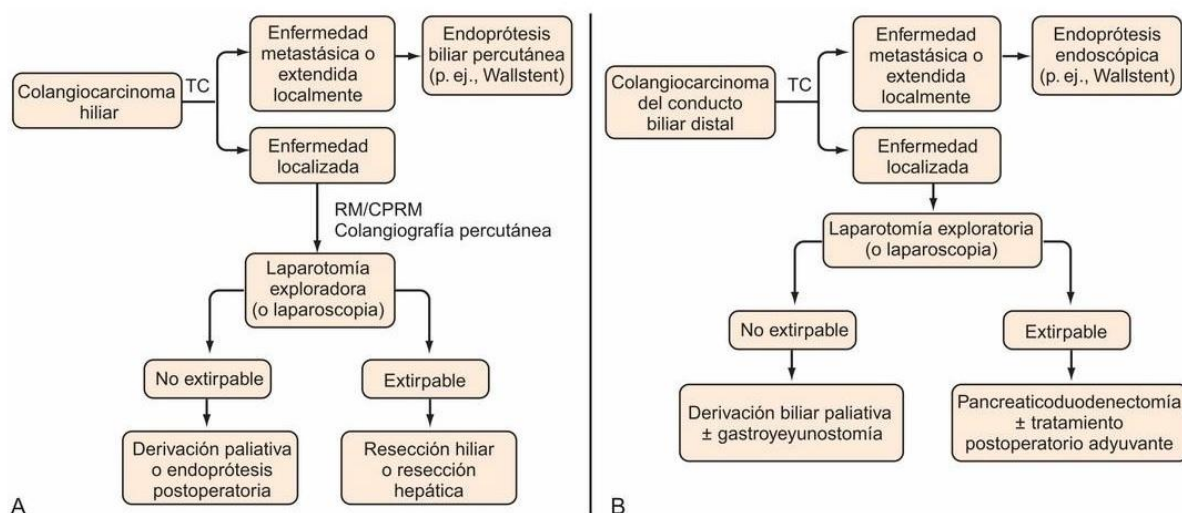 Colangiocarcinoma
hiliar
TC
Enfermedad
metastásica o
extendida
localmente
Endoprótesis
biliar percutánea
(p. ej., Wallstent)
Enfermedad
localizada
RM/CPRM
Colangiografía percutánea
Laparotomía
exploradora
(o laparoscopia)
No extirpable
Extirpable
Derivación paliativa
o endoprótesis
postoperatoria
Resección hiliar
o resección
hepática
A
Colangiocarcinoma
del conducto
biliar distal
TC
Enfermedad
metastásica o
extendida
localmente
Endoprótesis
endoscópica
(p. ej., Wallstent)
Enfermedad
localizada
Laparotomía exploratoria
(o laparoscopia)
No extirpable
Extirpable
Derivación biliar paliativa
± gastroyeyunostomía
Pancreaticoduodenectomía
± tratamiento
postoperatorio adyuvante
B